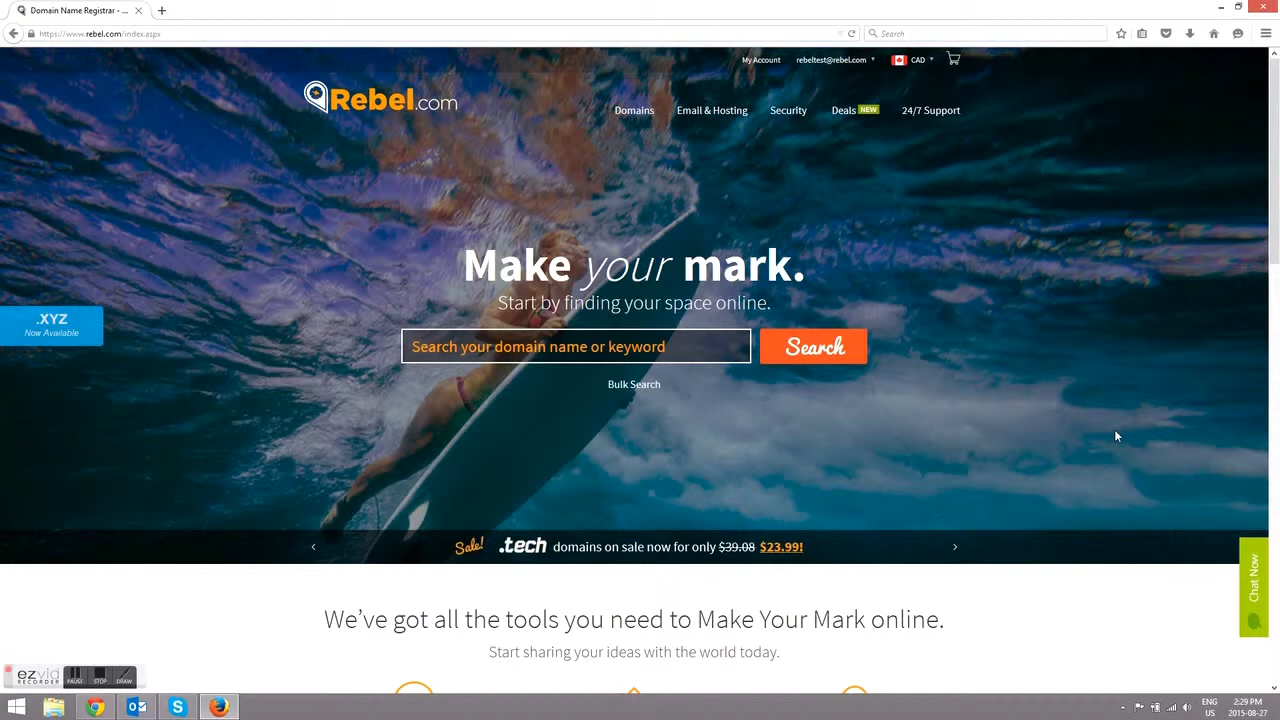 Domain Name Registrar - ...
https://www.rebel.com/index.aspx
Search
My Account
rebeltest@rebel.com
CAD
Rebel.com
Domains
Email & Hosting
Security
Deals NEW
24/7 Support
Make your mark.
Start by finding your space online.
.XYZ
Now Available
Search your domain name or keyword
Search
Bulk Search
Sale! .tech domains on sale now for only $39.08 $23.99!
Chat Now
We've got all the tools you need to Make Your Mark online.
Start sharing your ideas with the world today.
ezvid
RECORDER
PAUSE
STOP
DRAW
ENG
US
2:29 PM
2015-08-27